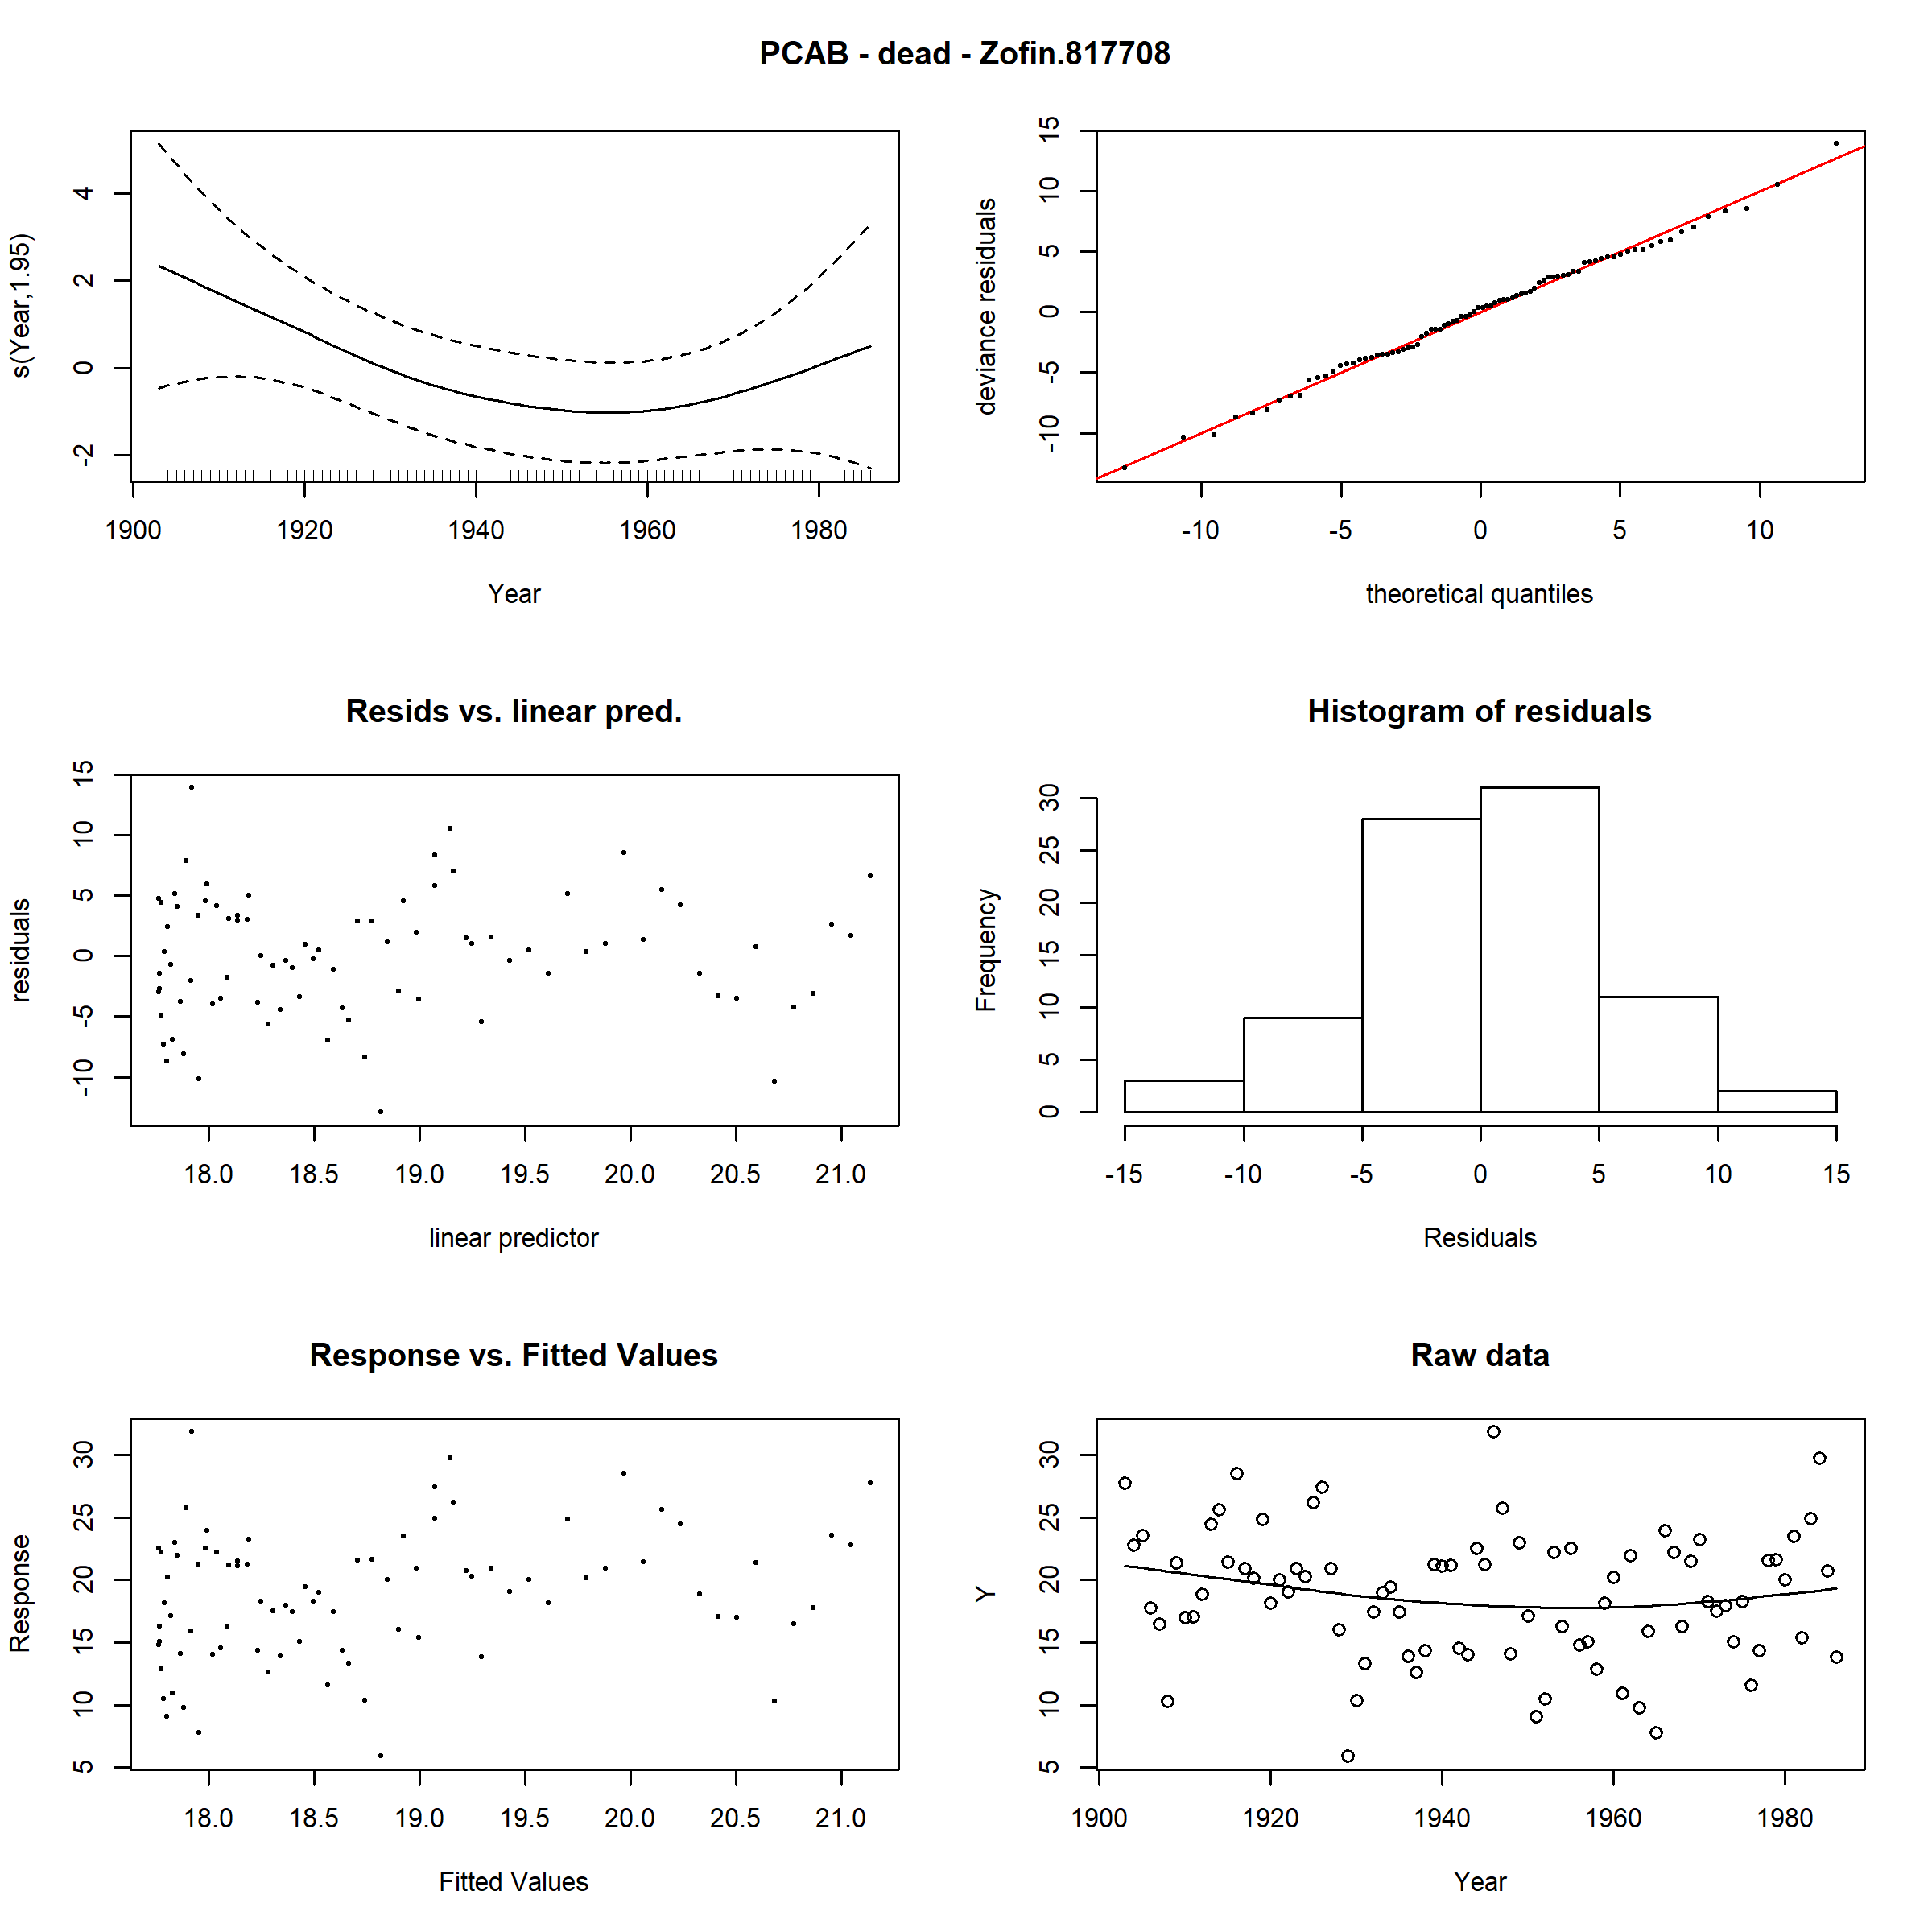 PCAB - dead - Zofin.817708
s(Year,1.95)
-2 0 2 4
1900 1920 1940 1960 1980
Year
deviance residuals
-10 -5 0 5 10 15
-10 -5 0 5 10
theoretical quantiles
Resids vs. linear pred.
residuals
-10 -5 0 5 10 15
18.0 18.5 19.0 19.5 20.0 20.5 21.0
linear predictor
Histogram of residuals
Frequency
0 5 10 15 20 25 30
-15 -10 -5 0 5 10 15
Residuals
Response vs. Fitted Values
Response
5 10 15 20 25 30
18.0 18.5 19.0 19.5 20.0 20.5 21.0
Fitted Values
Raw data
Y
5 10 15 20 25 30
1900 1920 1940 1960 1980
Year